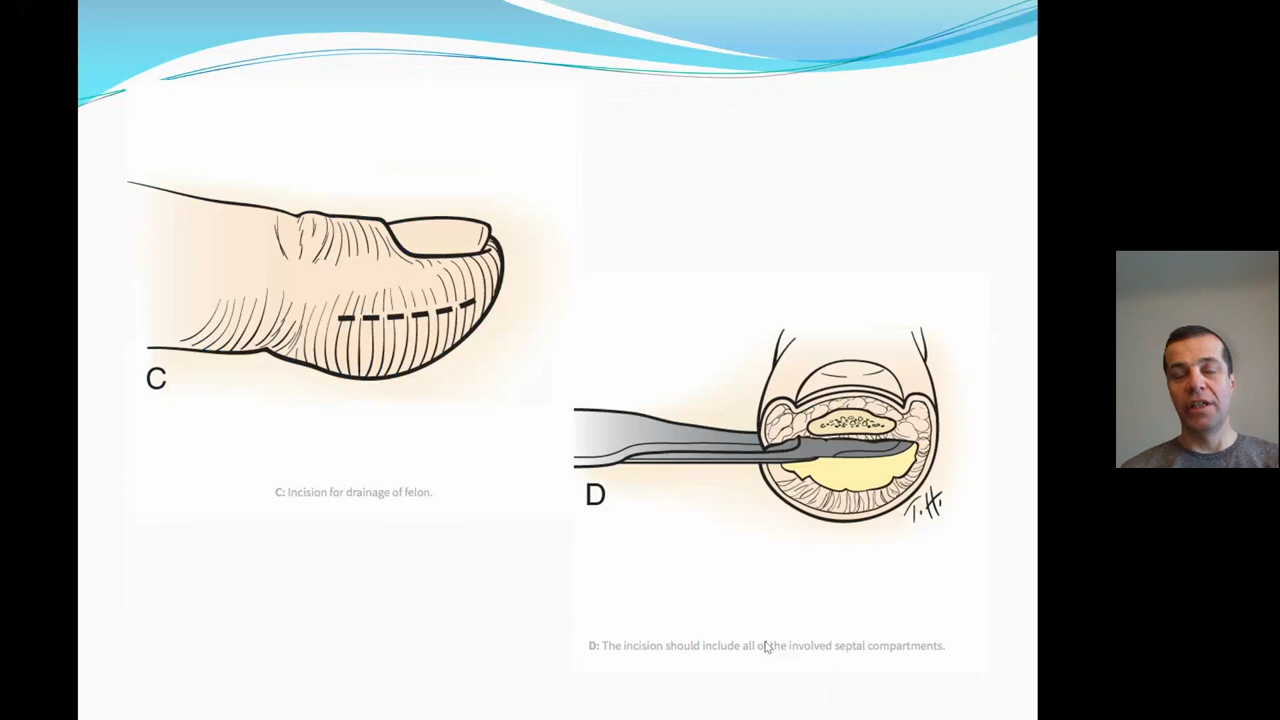 C
C: Incision for drainage of felon.
D
T.H.
D: The incision should include all of the involved septal compartments.